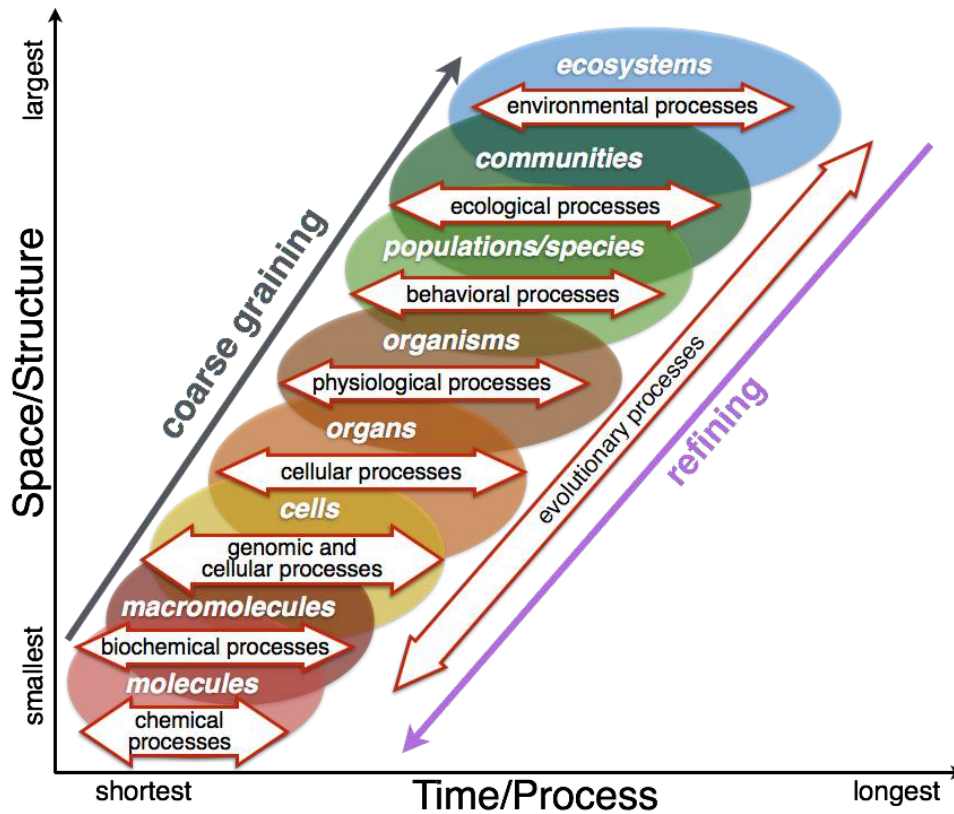 largest
ecosystems
environmental processes
communities
ecological processes
populations/species
behavioral processes
organisms
physiological processes
organs
cellular processes
cells
genomic and
cellular processes
macromolecules
biochemical processes
molecules
chemical
processes
coarse graining
evolutionary processes
refining
Space/Structure
smallest
shortest
Time/Process
longest